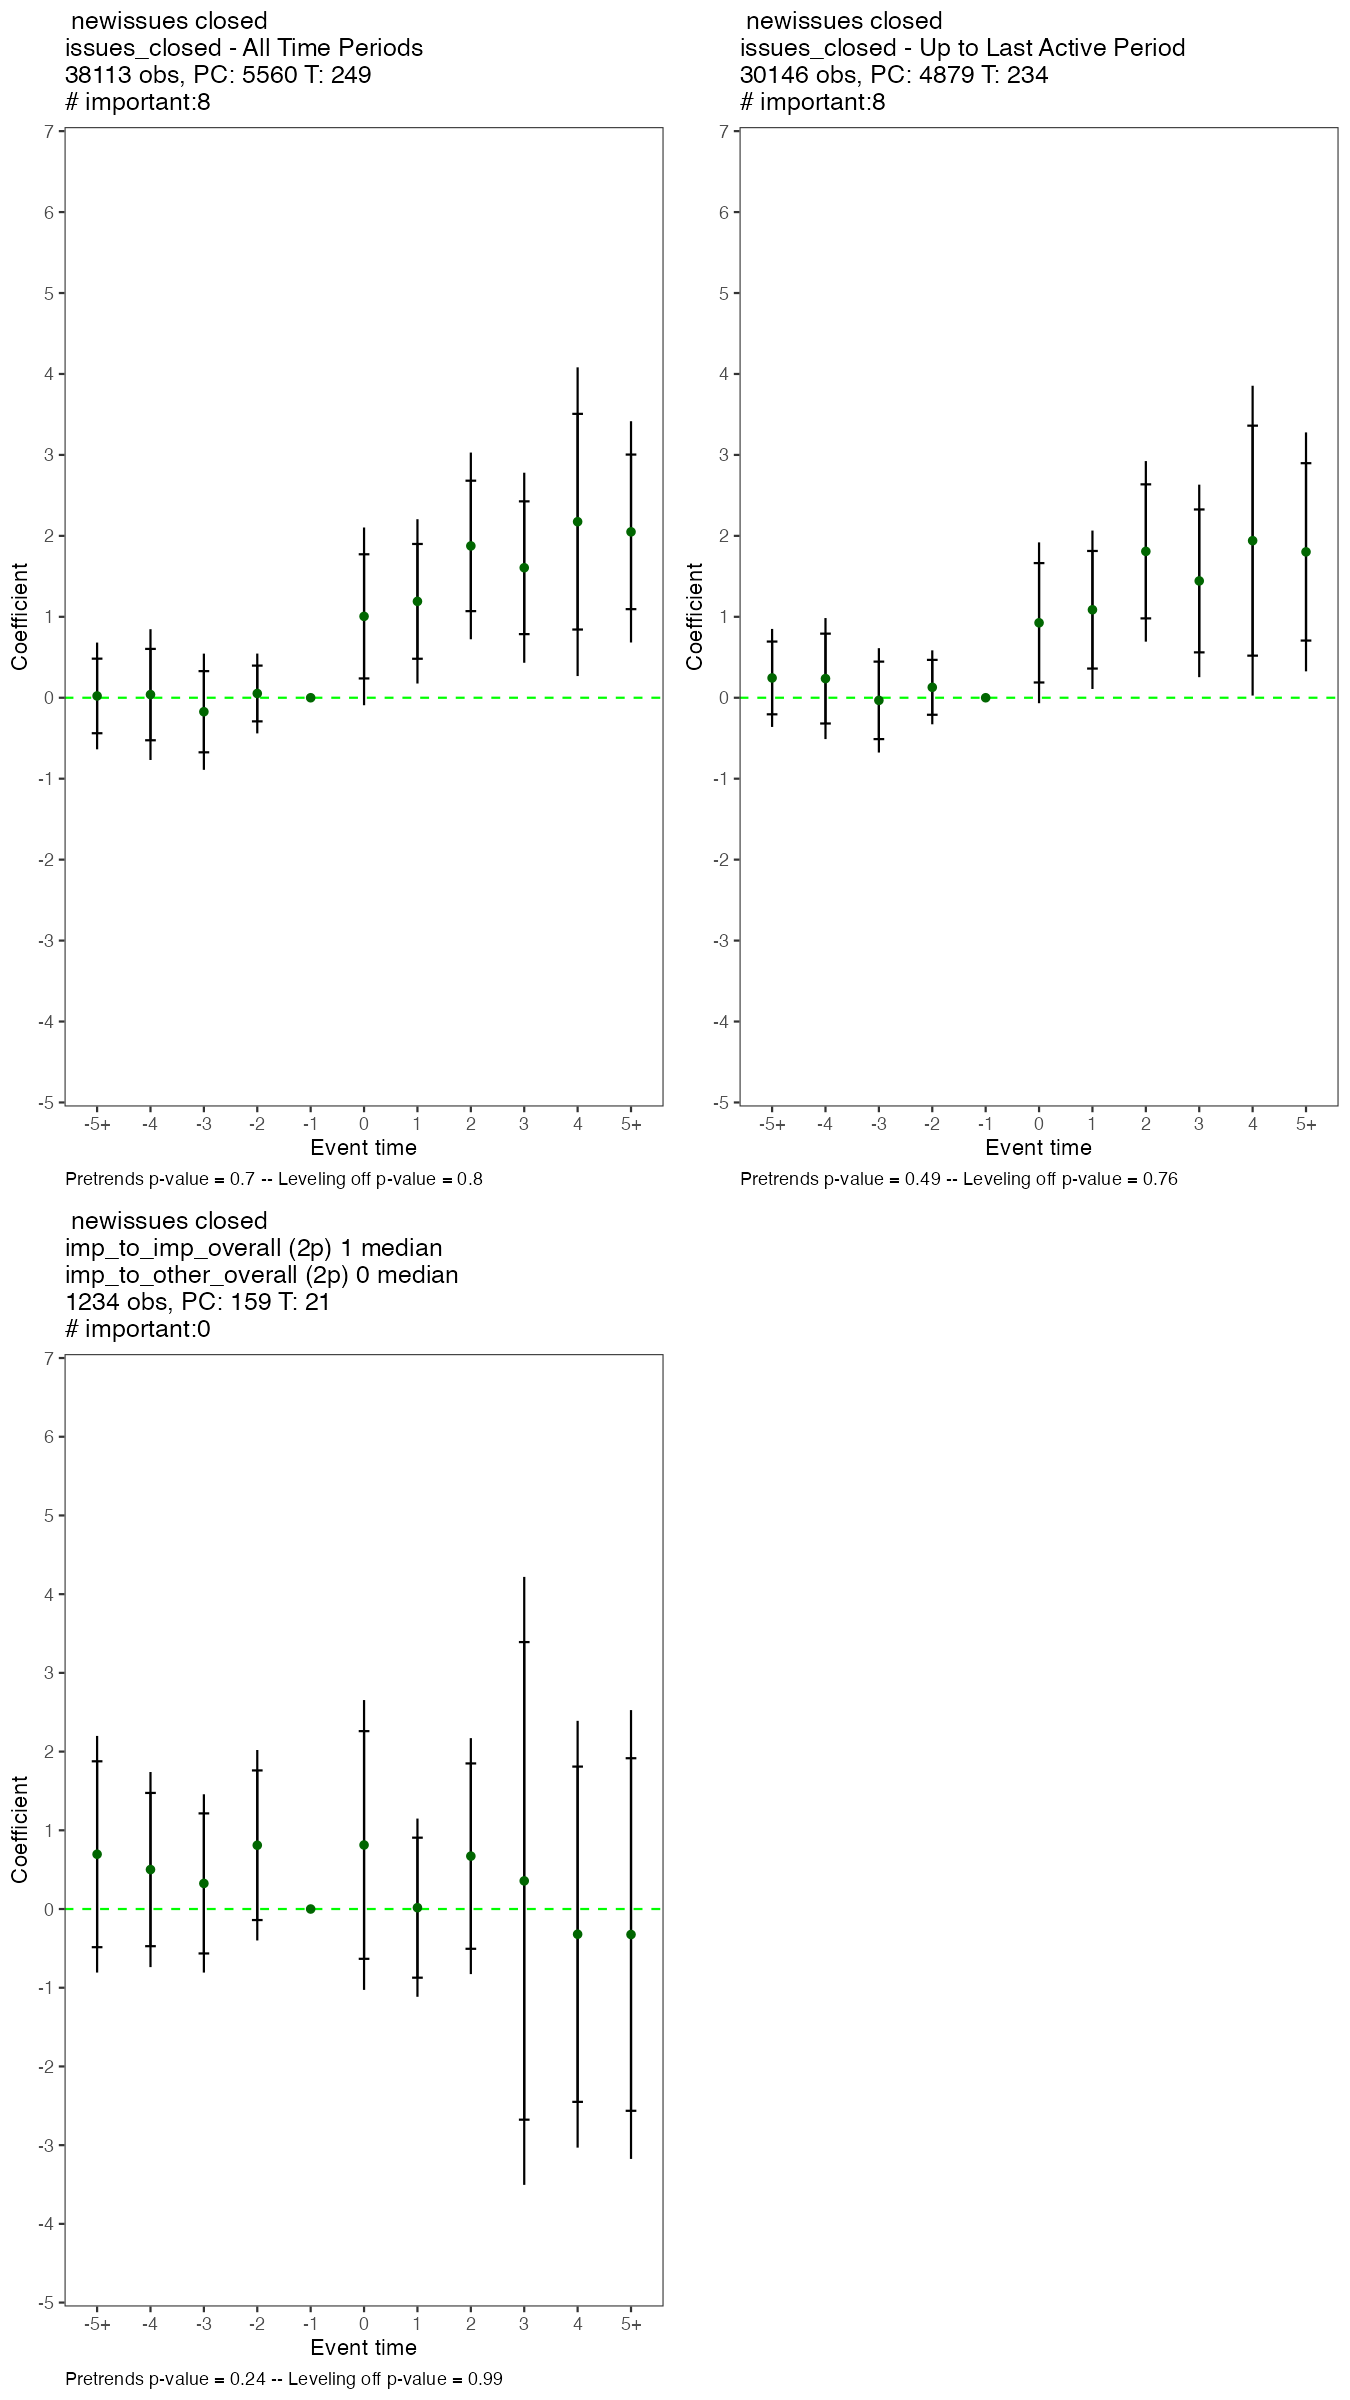 newissues closed
issues_closed - All Time Periods
38113 obs, PC: 5560 T: 249
# important:8
7
6
5
4
3
2
1
0
-1
-2
-3
-4
-5
Coefficient
-5+ -4 -3 -2 -1 0 1 2 3 4 5+
Event time
Pretrends p-value = 0.7 -- Leveling off p-value = 0.8
newissues closed
issues_closed - Up to Last Active Period
30146 obs, PC: 4879 T: 234
# important:8
7
6
5
4
3
2
1
0
-1
-2
-3
-4
-5
Coefficient
-5+ -4 -3 -2 -1 0 1 2 3 4 5+
Event time
Pretrends p-value = 0.49 -- Leveling off p-value = 0.76
newissues closed
imp_to_imp_overall (2p) 1 median
imp_to_other_overall (2p) 0 median
1234 obs, PC: 159 T: 21
# important:0
7
6
5
4
3
2
1
0
-1
-2
-3
-4
-5
Coefficient
-5+ -4 -3 -2 -1 0 1 2 3 4 5+
Event time
Pretrends p-value = 0.24 -- Leveling off p-value = 0.99